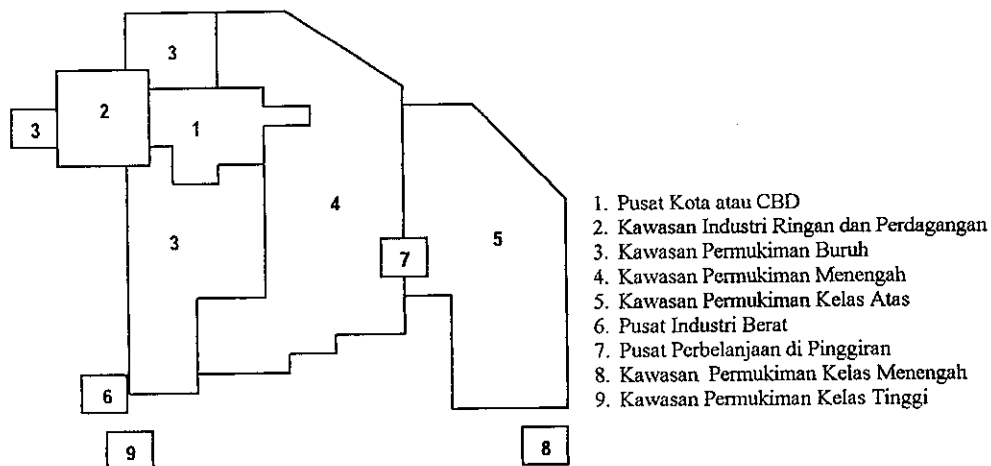 3
2
3
1
4
3
5
7
6
9
8
1. Pusat Kota atau CBD
2. Kawasan Industri Ringan dan Perdagangan
3. Kawasan Permukiman Buruh
4. Kawasan Permukiman Menengah
5. Kawasan Permukiman Kelas Atas
6. Pusat Industri Berat
7. Pusat Perbelanjaan di Pinggiran
8. Kawasan Permukiman Kelas Menengah
9. Kawasan Permukiman Kelas Tinggi